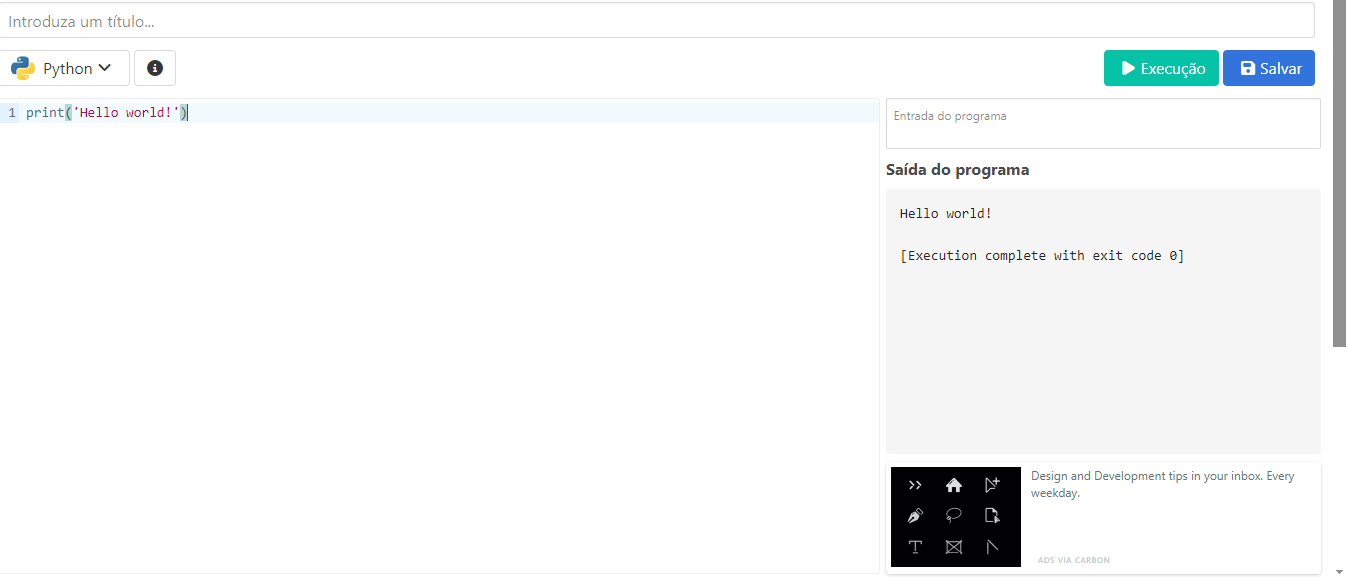 Introduza um título...
Python
Execução
Salvar
1 print('Hello world!')
Entrada do programa
Saída do programa
Hello world!
[Execution complete with exit code 0]
Design and Development tips in your inbox. Every
weekday.
ADS VIA CARBON